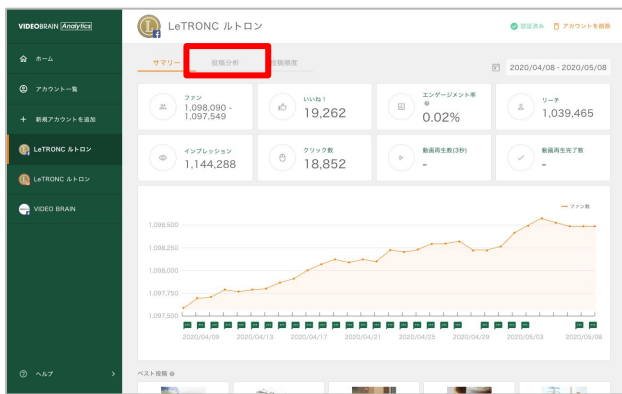 VIDEOBRAIN Analytics
LeTRONC ルトロン
認証済み
アカウントを削除
ホーム
アカウント一覧
新規アカウントを追加
LeTRONC ルトロン
LeTRONC ルトロン
VIDEO BRAIN
ヘルプ
サマリー
投稿分析
投稿頻度
2020/04/08 - 2020/05/08
ファン
1,098,090 -
1,097,549
いいね！
19,262
エンゲージメント率
0.02%
リーチ
1,039,465
インプレッション
1,144,288
クリック数
18,852
動画再生数(3秒)
-
動画再生完了数
-
ファン数
1,098,500
1,098,250
1,098,000
1,097,750
1,097,500
2020/04/09
2020/04/13
2020/04/17
2020/04/21
2020/04/25
2020/04/29
2020/05/03
2020/05/08
ベスト投稿